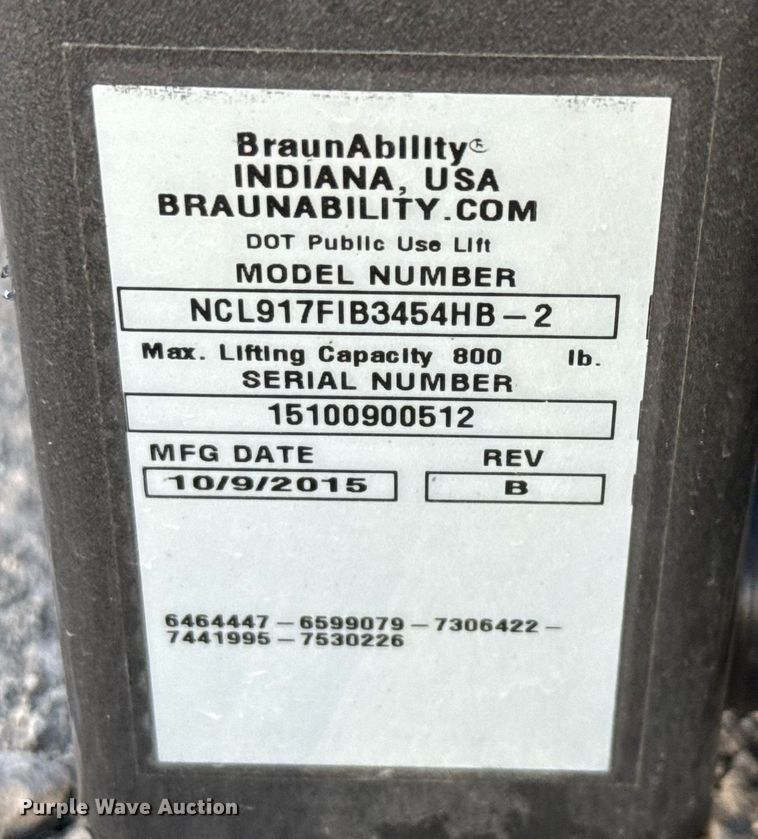 BraunAbility®
INDIANA, USA
BRAUNABILITY.COM
DOT Public Use Lift
MODEL NUMBER
NCL917FIB3454HB-2
Max. Lifting Capacity 800 lb.
SERIAL NUMBER
15100900512
MFG DATE REV
10/9/2015 B
6464447-6599079-7306422-
7441995-7530226
Purple Wave Auction